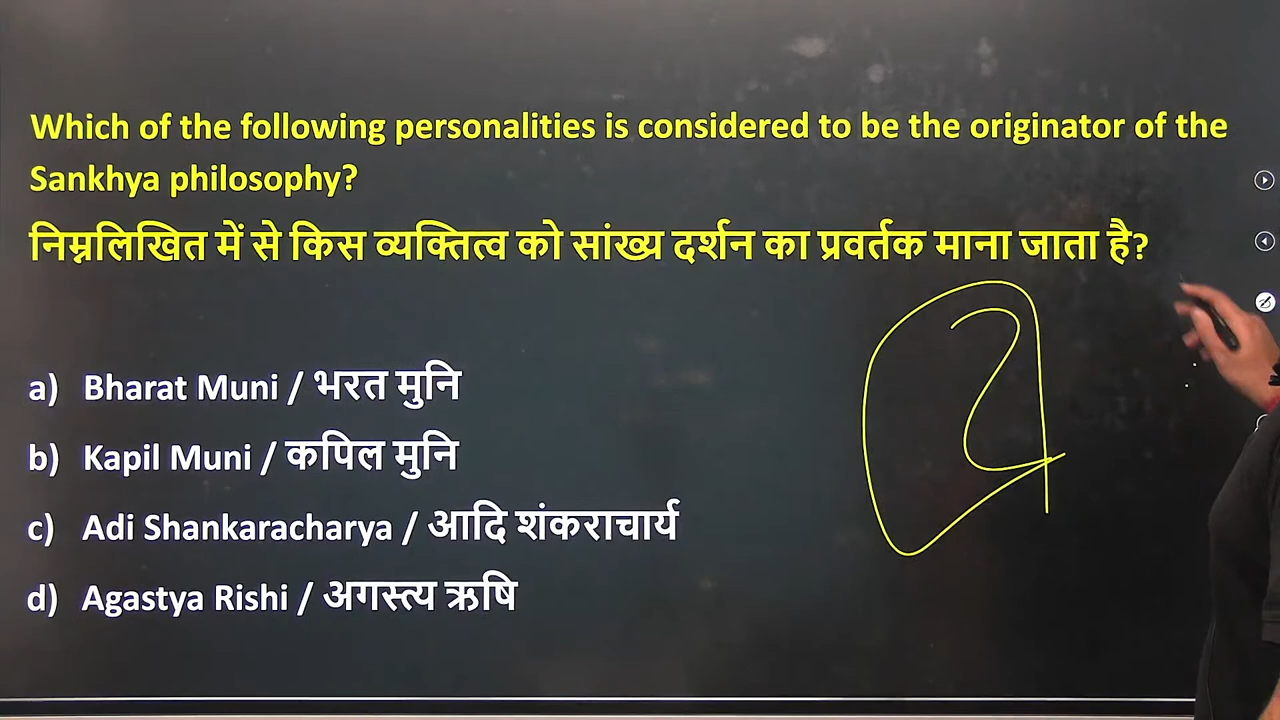 Which of the following personalities is considered to be the originator of the
Sankhya philosophy?
निम्नलिखित में से किस व्यक्तित्व को सांख्य दर्शन का प्रवर्तक माना जाता है?
a) Bharat Muni / भरत मुनि
2
b) Kapil Muni / कपिल मुनि
c) Adi Shankaracharya / आदि शंकराचार्य
d) Agastya Rishi / अगस्त्य ऋषि